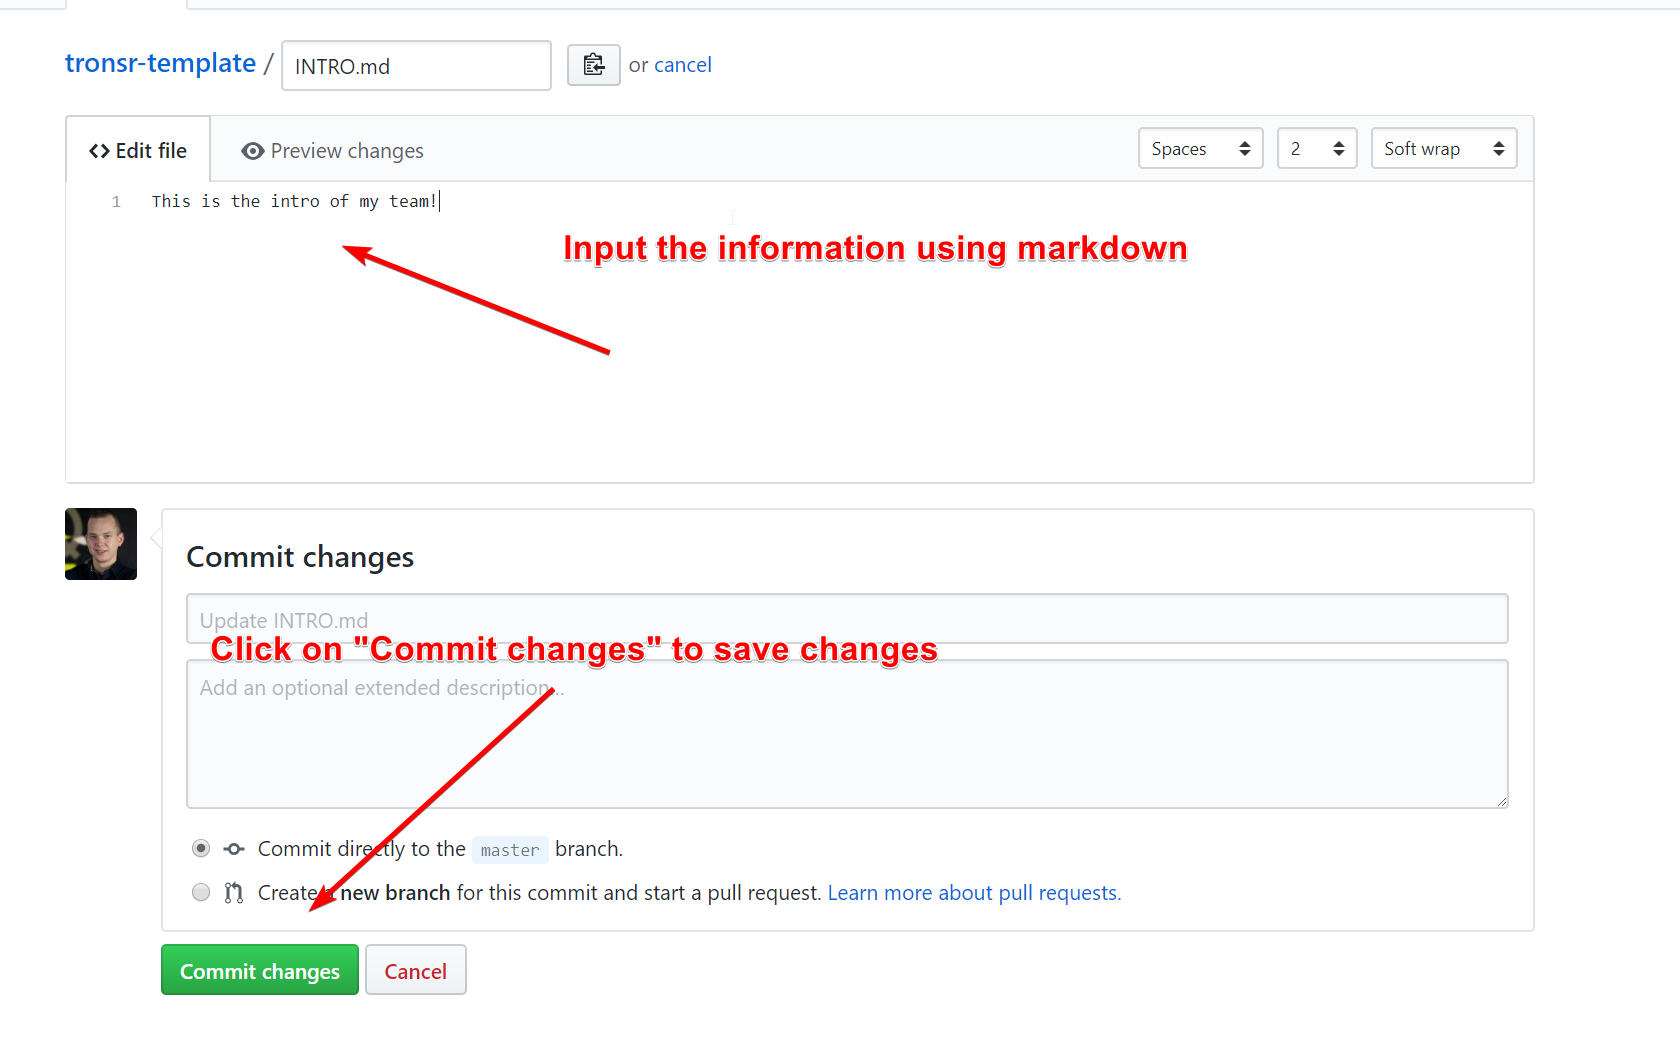 tronsr-template / INTRO.md or cancel
Edit file Preview changes Spaces 2 Soft wrap
1 This is the intro of my team!
Input the information using markdown
Commit changes
Update INTRO.md
Click on "Commit changes" to save changes
Add an optional extended description...
Commit directly to the master branch.
Create a new branch for this commit and start a pull request. Learn more about pull requests.
Commit changes Cancel